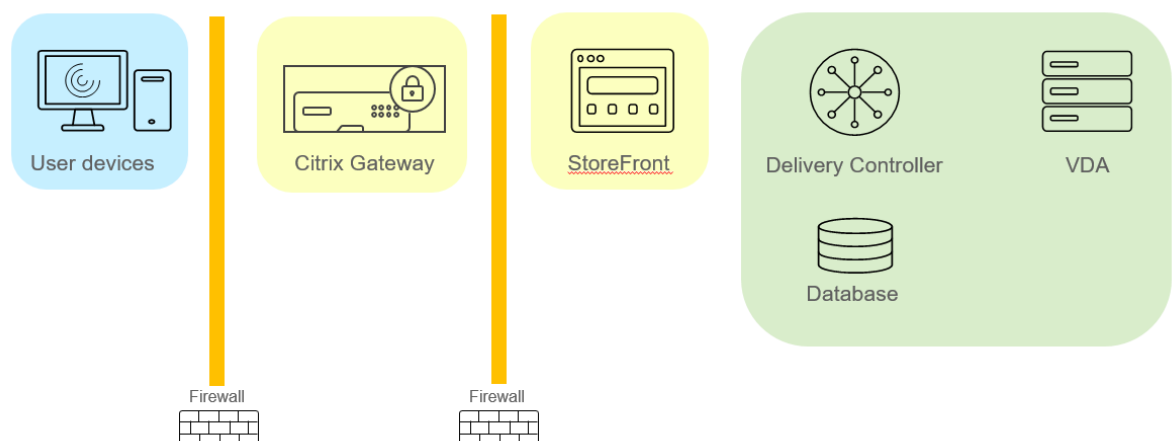 User devices
Citrix Gateway
StoreFront
Delivery Controller
VDA
Database
Firewall
Firewall